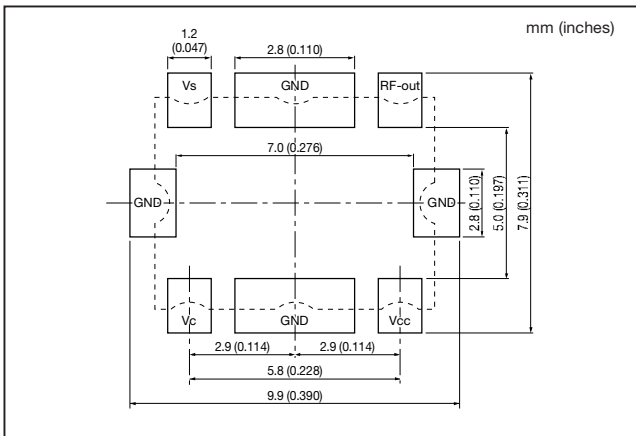 mm (inches)
1.2
(0.047)
2.8 (0.110)
Vs
GND
RF-out
7.0 (0.276)
GND
GND
2.8 (0.110)
5.0 (0.197)
7.9 (0.311)
Vc
GND
Vcc
2.9 (0.114)
2.9 (0.114)
5.8 (0.228)
9.9 (0.390)